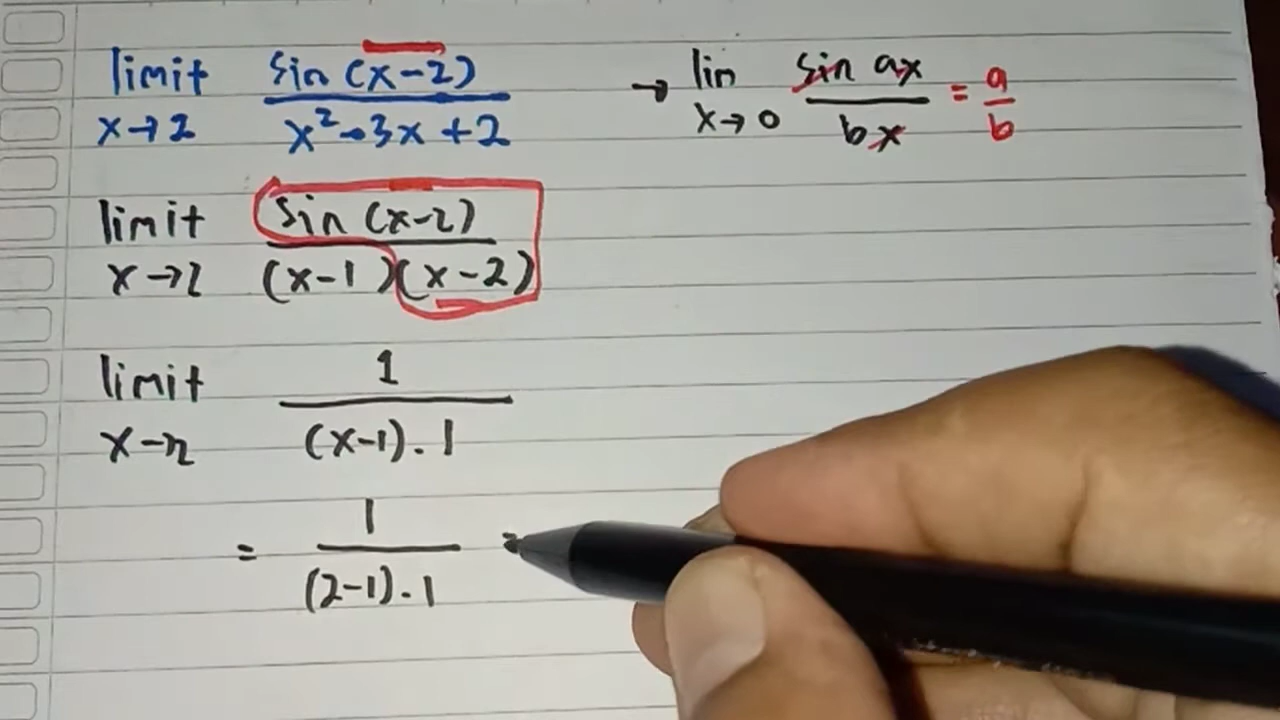 limit sin (x-2)
x→2 x²-3x+2
→ lim sin ax = a
x→0 bx b
limit sin (x-2)
x→2 (x-1)(x-2)
limit 1
x→2 (x-1).1
= 1
(2-1).1